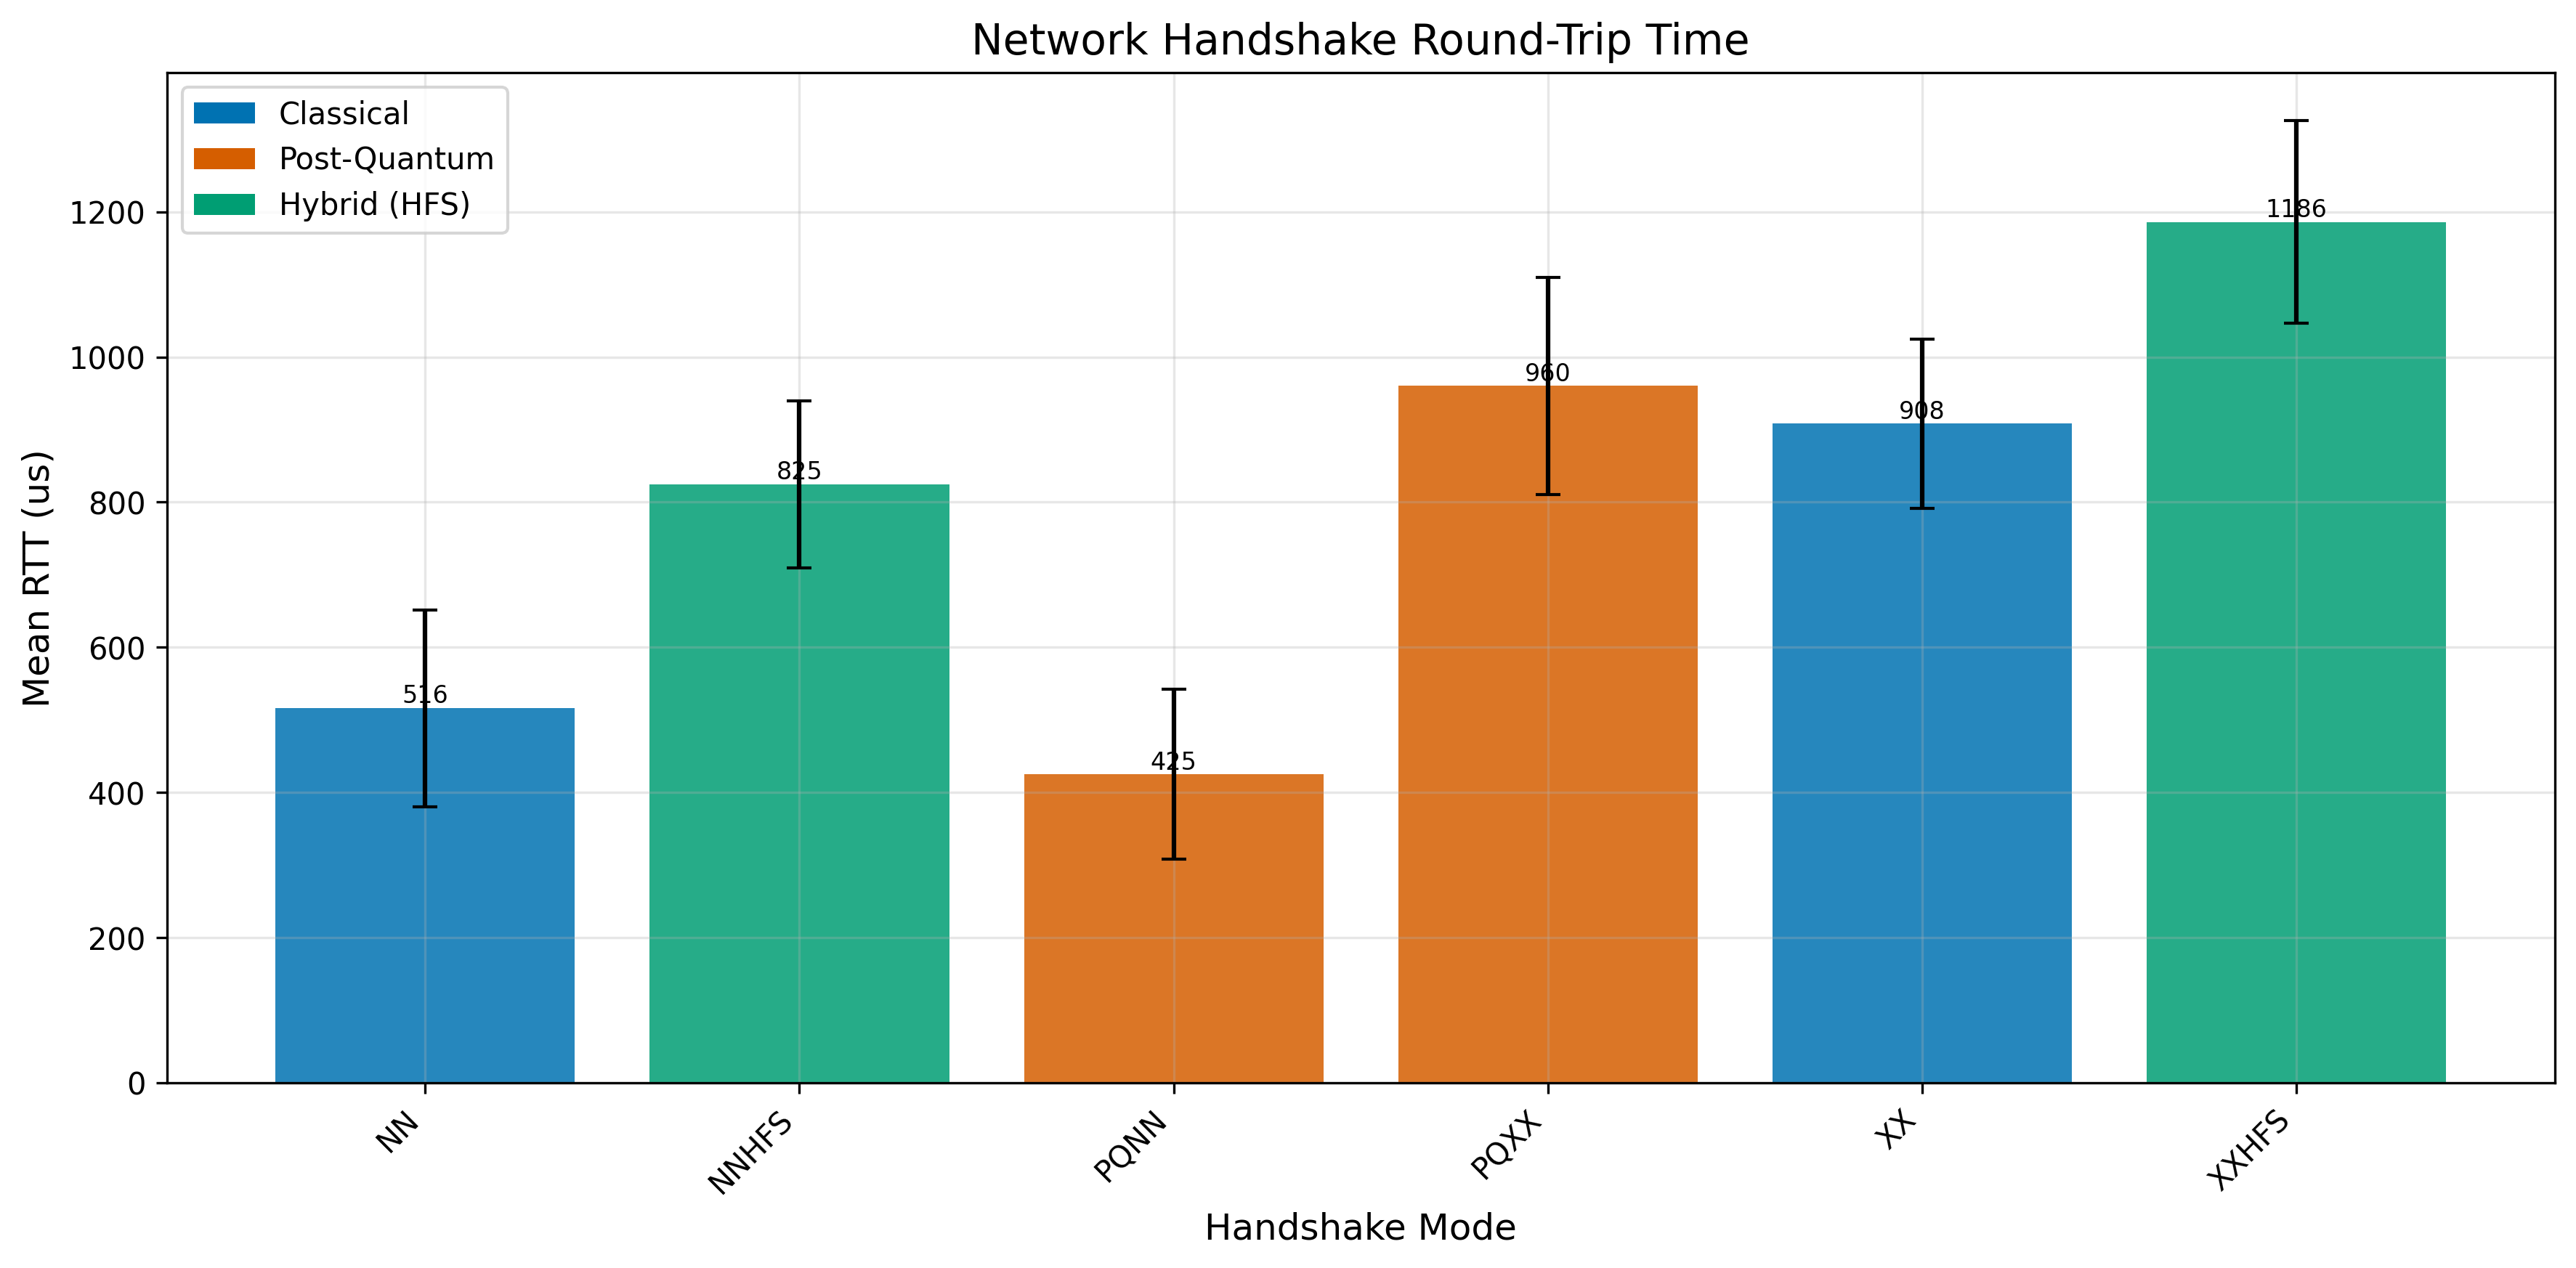 Network Handshake Round-Trip Time
Classical
Post-Quantum
Hybrid (HFS)
Mean RTT (us)
1200
1000
800
600
400
200
0
516
825
425
960
908
1186
NN
NNHFS
PQNN
PQXX
XX
XXHFS
Handshake Mode